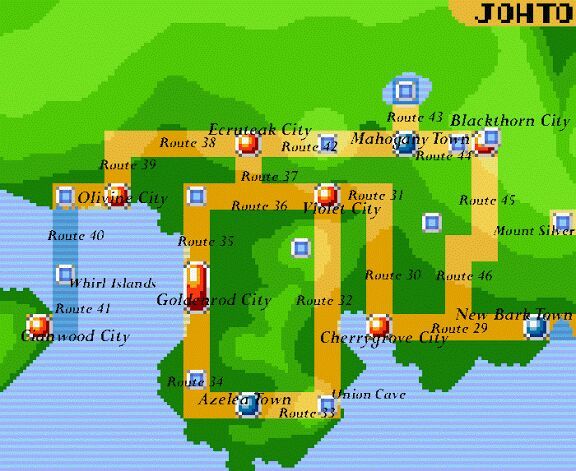 JOHTO
Route 43
Blackthorn City
Ecruteak City
Mahogany Town
Route 38
Route 42
Route 44
Route 39
Route 37
Olivine City
Route 36
Violet City
Route 31
Route 45
Route 40
Route 35
Mount Silver
Whirl Islands
Route 30
Route 46
Goldenrod City
Route 32
Route 41
New Bark Town
Cianwood City
Cherrygrove City
Route 29
Route 34
Azelea Town
Union Cave
Route 33